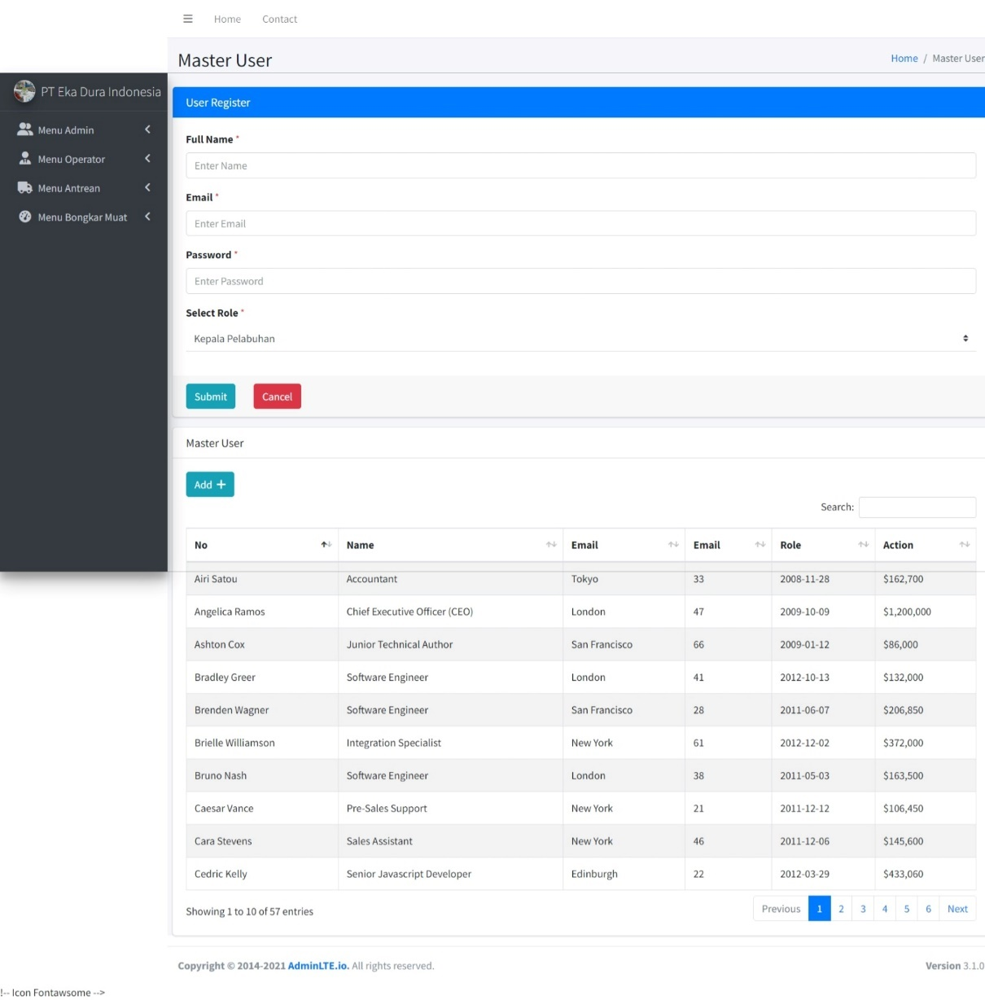 Home Contact
Master User
Home / Master User
PT Eka Dura Indonesia
Menu Admin
Menu Operator
Menu Antrean
Menu Bongkar Muat
User Register
Full Name *
Enter Name
Email *
Enter Email
Password *
Enter Password
Select Role *
Kepala Pelabuhan
Submit Cancel
Master User
Add +
Search:
No Name Email Email Role Action
Airi Satou Accountant Tokyo 33 2008-11-28 $162,700
Angelica Ramos Chief Executive Officer (CEO) London 47 2009-10-09 $1,200,000
Ashton Cox Junior Technical Author San Francisco 66 2009-01-12 $86,000
Bradley Greer Software Engineer London 41 2012-10-13 $132,000
Brenden Wagner Software Engineer San Francisco 28 2011-06-07 $206,850
Brielle Williamson Integration Specialist New York 61 2012-12-02 $372,000
Bruno Nash Software Engineer London 38 2011-05-03 $163,500
Caesar Vance Pre-Sales Support New York 21 2011-12-12 $106,450
Cara Stevens Sales Assistant New York 46 2011-12-06 $145,600
Cedric Kelly Senior Javascript Developer Edinburgh 22 2012-03-29 $433,060
Showing 1 to 10 of 57 entries
Previous 1 2 3 4 5 6 Next
Copyright © 2014-2021 AdminLTE.io. All rights reserved.
Version 3.1.0
!-- Icon Fontawsome -->